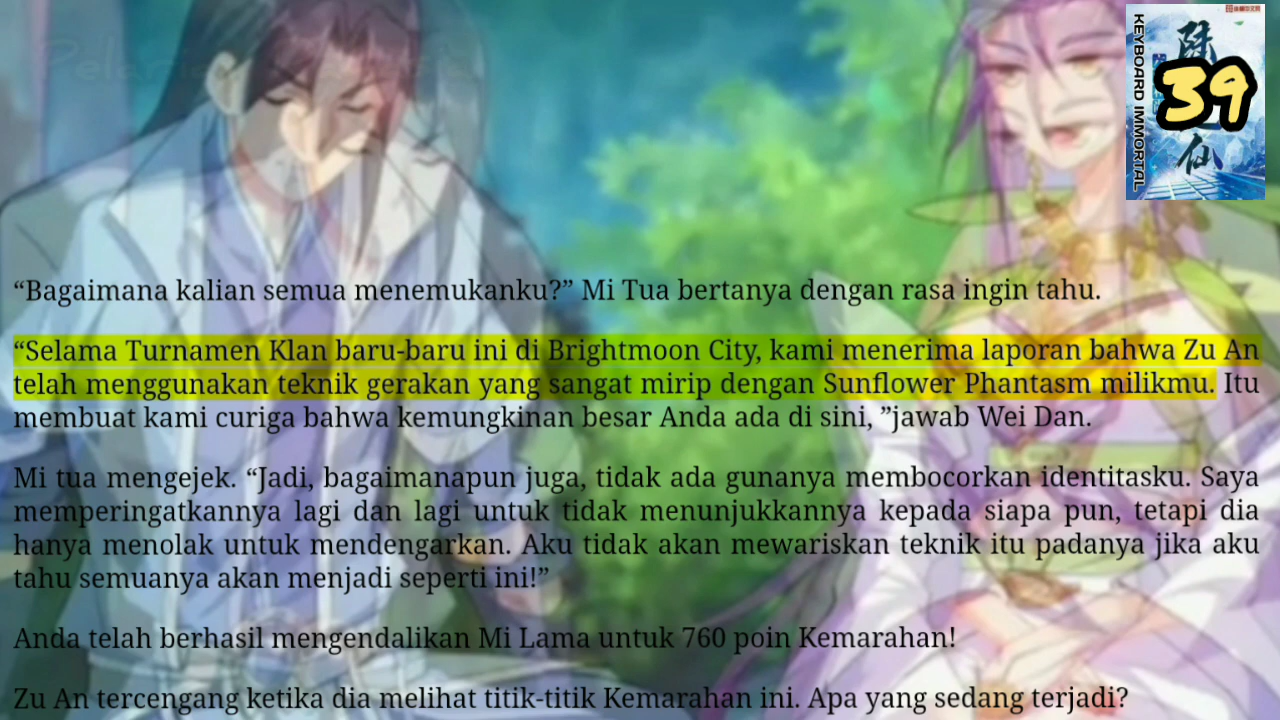 KEYBOARD IMMORTAL
39
仙
“Bagaimana kalian semua menemukanku?” Mi Tua bertanya dengan rasa ingin tahu.
“Selama Turnamen Klan baru-baru ini di Brightmoon City, kami menerima laporan bahwa Zu An
telah menggunakan teknik gerakan yang sangat mirip dengan Sunflower Phantasm milikmu. Itu
membuat kami curiga bahwa kemungkinan besar Anda ada di sini, ”jawab Wei Dan.
Mi tua mengejek. “Jadi, bagaimanapun juga, tidak ada gunanya membocorkan identitasku. Saya
memperingatkannya lagi dan lagi untuk tidak menunjukkannya kepada siapa pun, tetapi dia
hanya menolak untuk mendengarkan. Aku tidak akan mewariskan teknik itu padanya jika aku
tahu semuanya akan menjadi seperti ini!”
Anda telah berhasil mengendalikan Mi Lama untuk 760 poin Kemarahan!
Zu An tercengang ketika dia melihat titik-titik Kemarahan ini. Apa yang sedang terjadi?